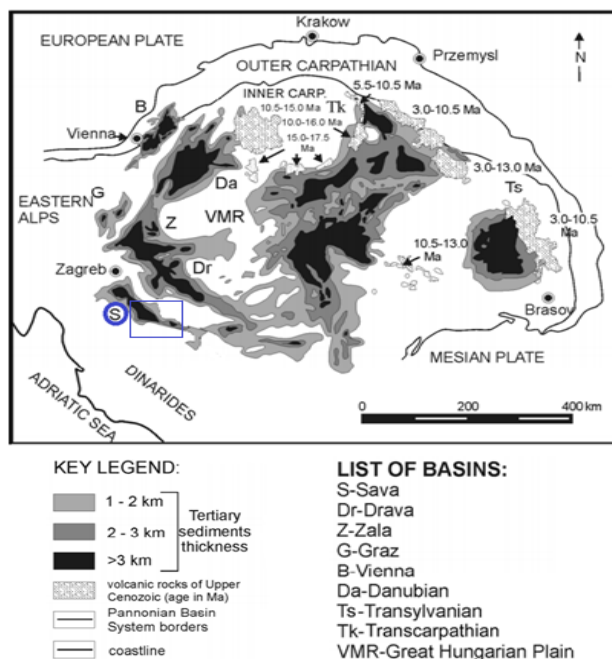 Krakow
EUROPEAN PLATE
Przemysl
N
OUTER CARPATHIAN
B
INNER CARP.
Tk
5.5-10.5 Ma
10.5-15.0 Ma
10.0-16.0 Ma
3.0-10.5 Ma
Vienna
15.0-17.5
Ma
3.0-13.0 Ma
Da
Ts
EASTERN
ALPS
G
Z
VMR
3.0-10.5
Ma
10.5-13.0
Ma
Zagreb
Dr
S
Brasov
MESIAN PLATE
DINARIDES
ADRIATIC SEA
0 200 400 km
KEY LEGEND:
1 - 2 km
2 - 3 km
>3 km
Tertiary
sediments
thickness
volcanic rocks of Upper
Cenozoic (age in Ma)
Pannonian Basin
System borders
coastline
LIST OF BASINS:
S-Sava
Dr-Drava
Z-Zala
G-Graz
B-Vienna
Da-Danubian
Ts-Transylvanian
Tk-Transcarpathian
VMR-Great Hungarian Plain